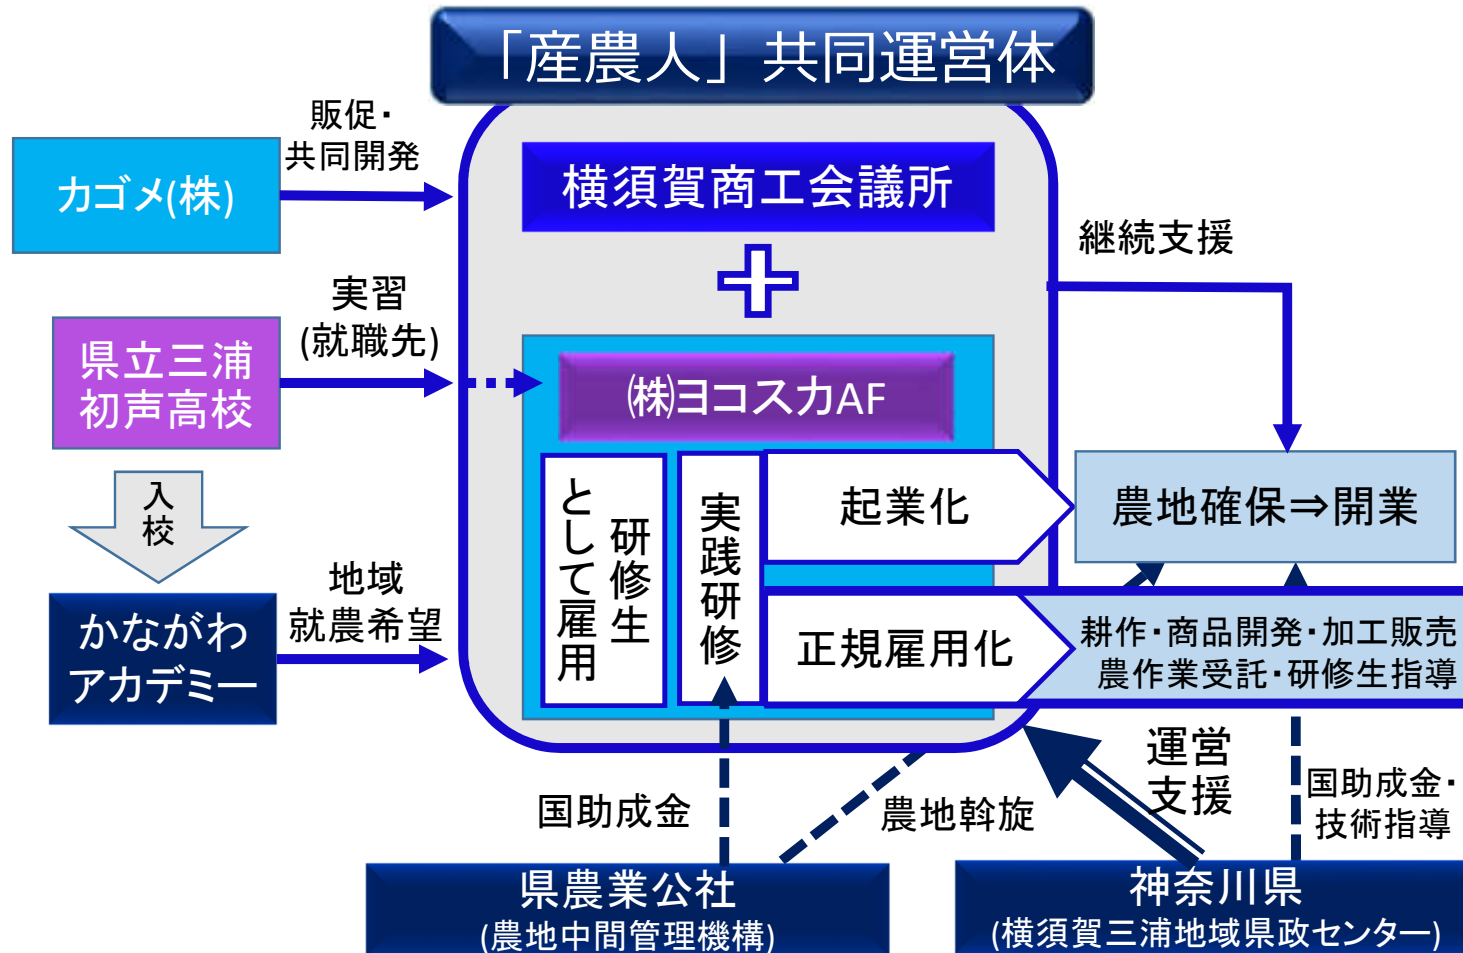 「産農人」共同運営体
販促・
共同開発
カゴメ(株)
横須賀商工会議所
継続支援
実習
(就職先)
県立三浦
初声高校
㈱ヨコスカAF
入校
研修生
として雇用
実践研修
起業化
農地確保⇒開業
地域
就農希望
かながわ
アカデミー
正規雇用化
耕作・商品開発・加工販売
農作業受託・研修生指導
運営
支援
国助成金
農地斡旋
国助成金・
技術指導
県農業公社
(農地中間管理機構)
神奈川県
(横須賀三浦地域県政センター)